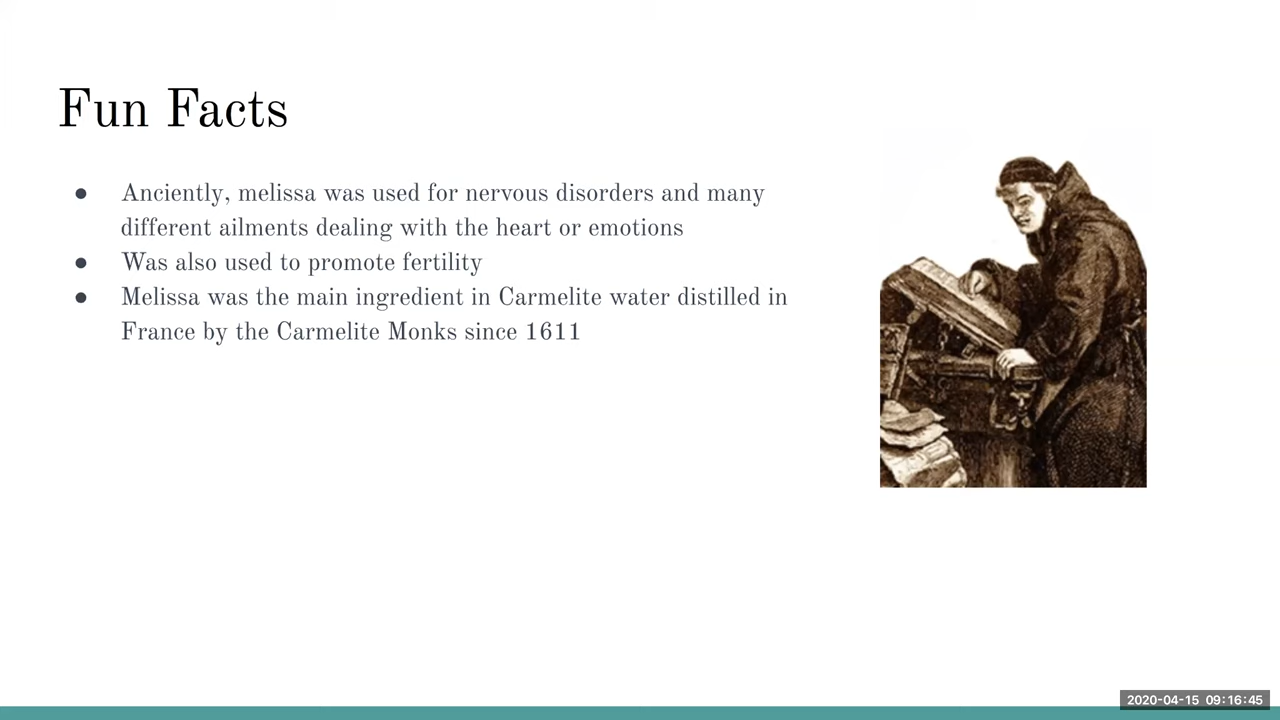 Fun Facts
● Anciently, melissa was used for nervous disorders and many
different ailments dealing with the heart or emotions
● Was also used to promote fertility
● Melissa was the main ingredient in Carmelite water distilled in
France by the Carmelite Monks since 1611
2020-04-15 09:16:45